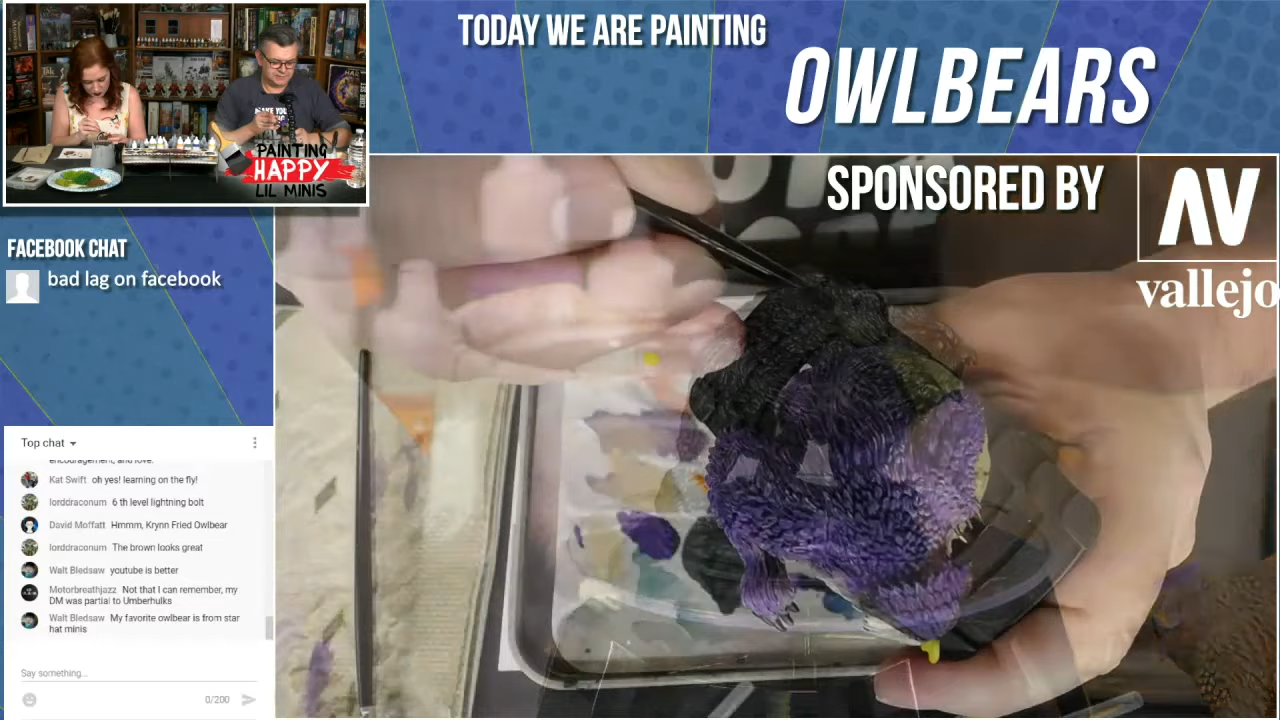 TODAY WE ARE PAINTING
OWLBEARS
PAINTING
HAPPY
LIL MINIS
SPONSORED BY
AV
vallejo
FACEBOOK CHAT
bad lag on facebook
Top chat
encouragement, and love.
Kat Swift oh yes! learning on the fly!
lorddraconum 6 th level lightning bolt
David Moffatt Hmmm, Krynn Fried Owlbear
lorddraconum The brown looks great
Walt Bledsaw youtube is better
Motorbreathjazz Not that I can remember, my
DM was partial to Umberhulks
Walt Bledsaw My favorite owlbear is from star
hat minis
Say something...
0/200